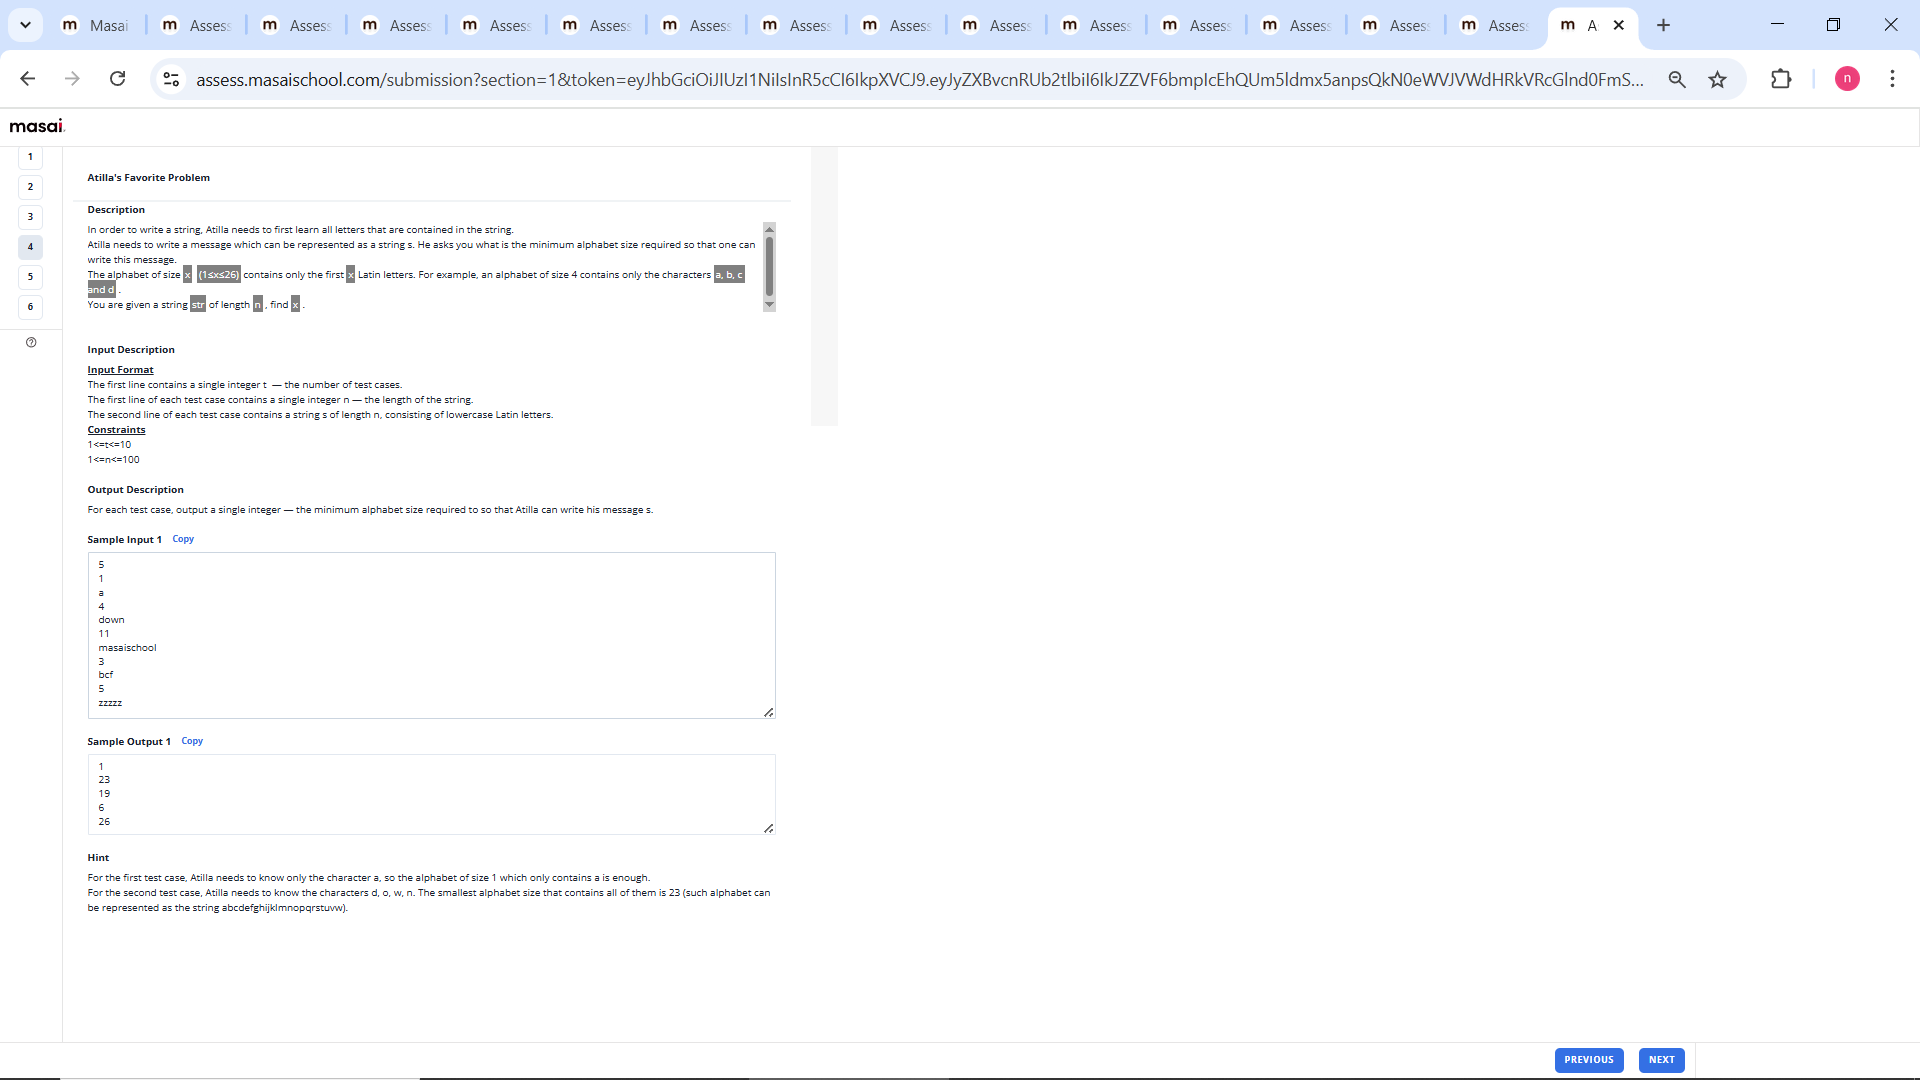 m Masai
m Assess
m Assess
m Assess
m Assess
m Assess
m Assess
m Assess
m Assess
m Assess
m Assess
m Assess
m Assess
m Assess
m Assess
m A
assess.masaischool.com/submission?section=1&token=eyJhbGciOiJIUzI1NiIsInR5cCI6IkpXVCJ9.eyJyZXBvcnRUb2tlbiI6IkJZZVF6bmpIcEhQUm5ldmx5anpsQkN0eWVJVWdHRkVRcGlnd0FmS...
n
masai.
1
2
3
4
5
6
Atilla's Favorite Problem
Description
In order to write a string, Atilla needs to first learn all letters that are contained in the string.
Atilla needs to write a message which can be represented as a string s. He asks you what is the minimum alphabet size required so that one can
write this message.
The alphabet of size x (1≤x≤26) contains only the first x Latin letters. For example, an alphabet of size 4 contains only the characters a, b, c
and d .
You are given a string str of length n , find x .
Input Description
Input Format
The first line contains a single integer t — the number of test cases.
The first line of each test case contains a single integer n — the length of the string.
The second line of each test case contains a string s of length n, consisting of lowercase Latin letters.
Constraints
1<=t<=10
1<=n<=100
Output Description
For each test case, output a single integer — the minimum alphabet size required to so that Atilla can write his message s.
Sample Input 1 Copy
5
1
a
4
down
11
masaischool
3
bcf
5
zzzzz
Sample Output 1 Copy
1
23
19
6
26
Hint
For the first test case, Atilla needs to know only the character a, so the alphabet of size 1 which only contains a is enough.
For the second test case, Atilla needs to know the characters d, o, w, n. The smallest alphabet size that contains all of them is 23 (such alphabet can
be represented as the string abcdefghijklmnopqrstuvw).
PREVIOUS NEXT